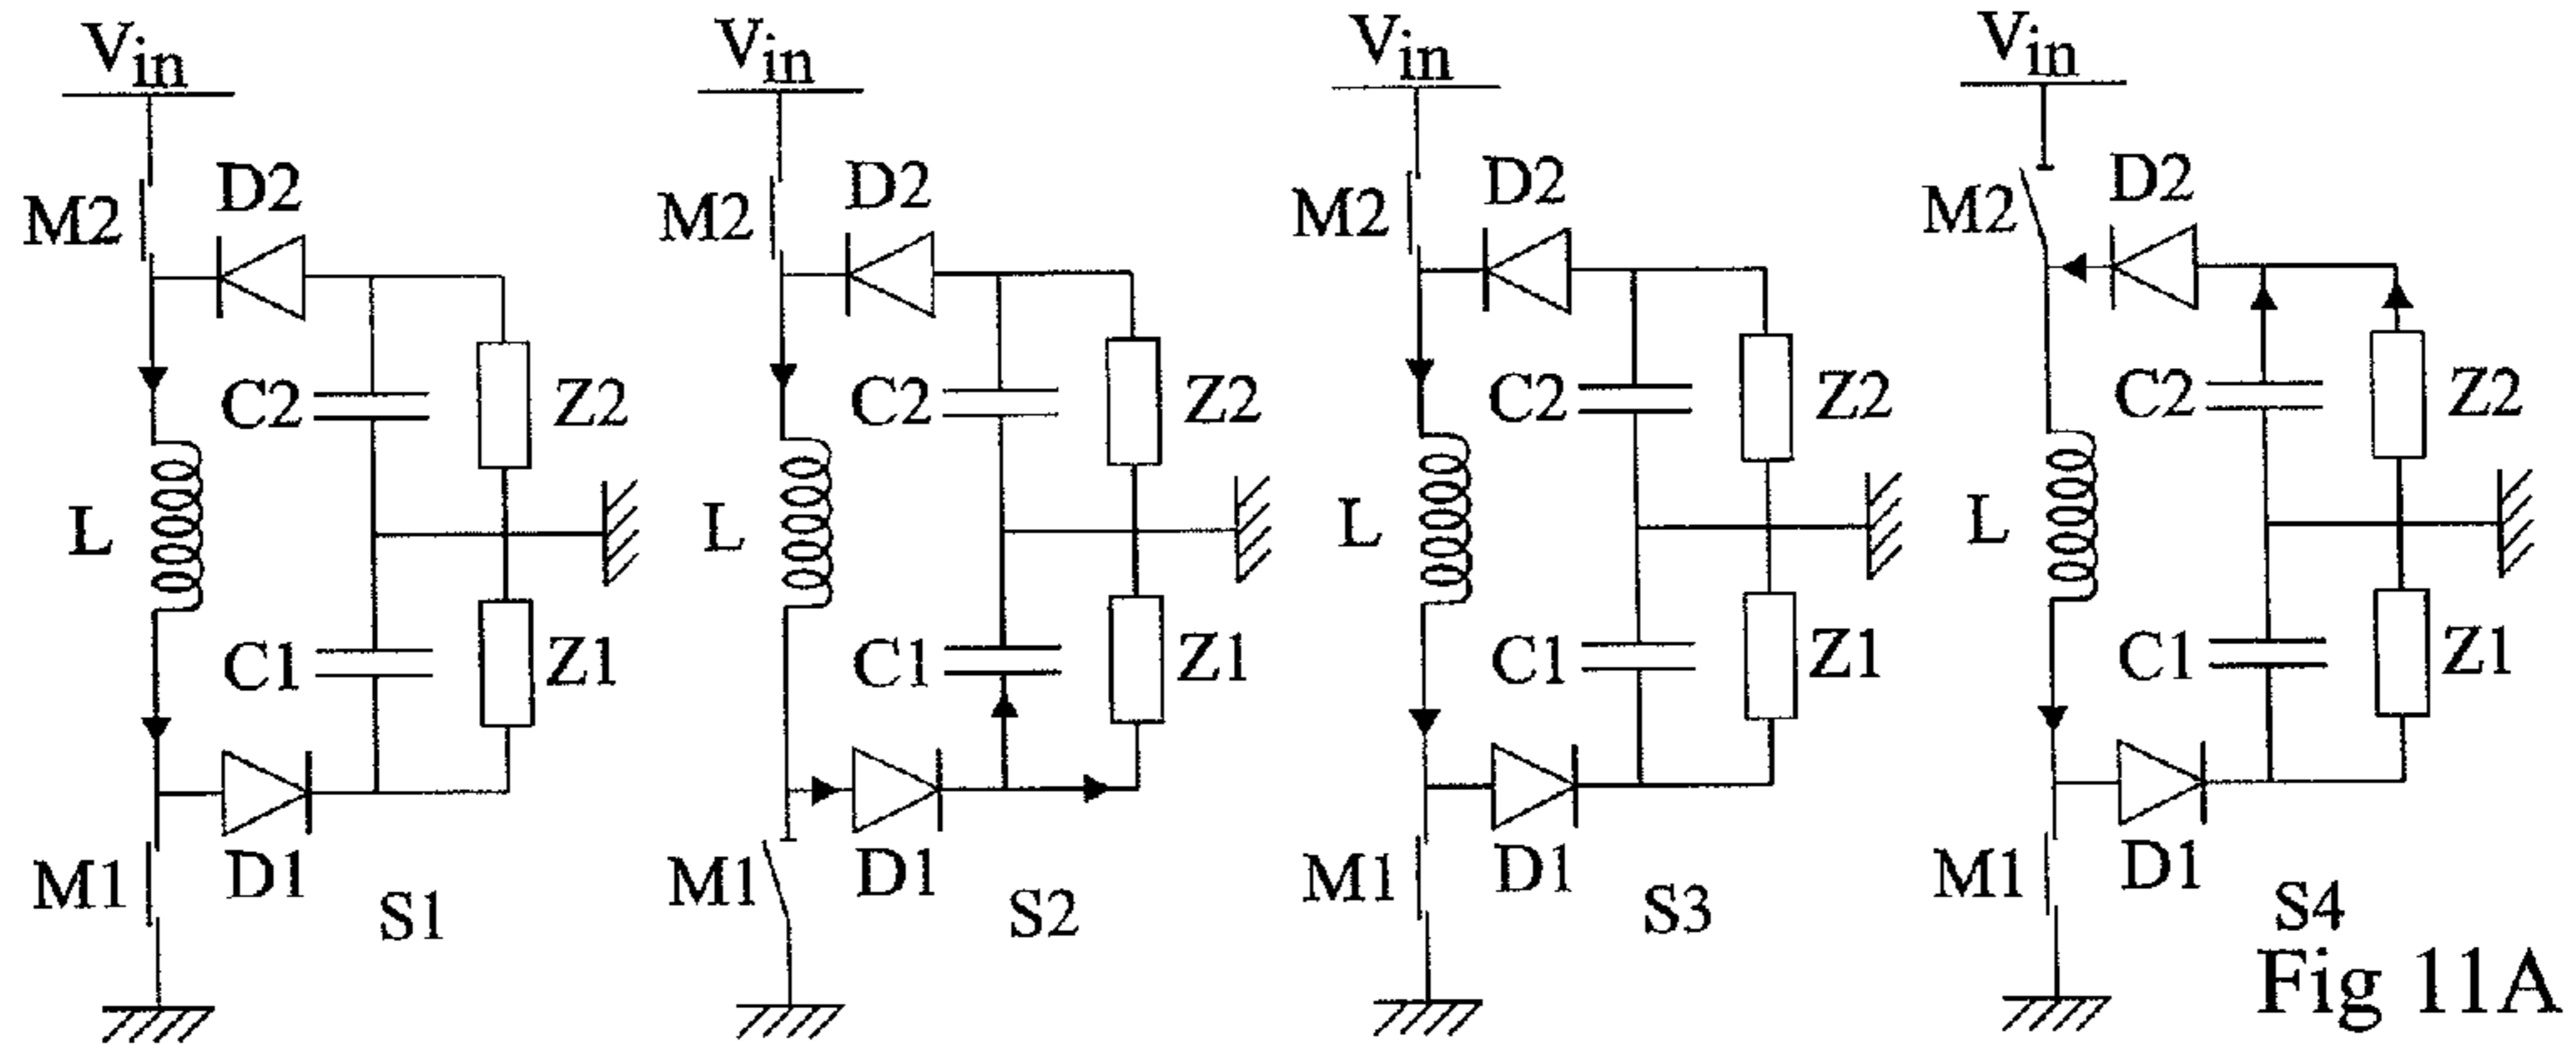 Vin Vin Vin Vin
D2 D2 D2 D2
M2 M2 M2 M2
C2 Z2 C2 Z2 C2 Z2 C2 Z2
L L L L
C1 Z1 C1 Z1 C1 Z1 C1 Z1
M1 D1 M1 D1 M1 D1 M1 D1
S1 S2 S3 S4
Fig 11A